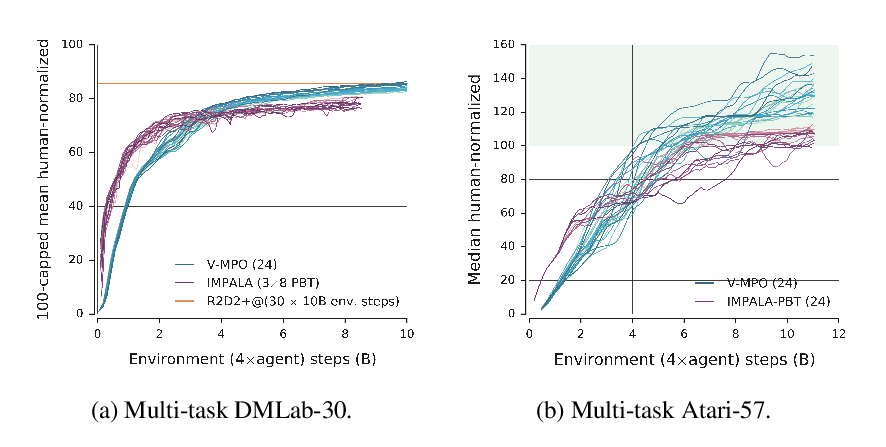 100-capped mean human-normalized
100
80
60
40
20
0
V-MPO (24)
IMPALA (3/8 PBT)
R2D2+@(30 × 10B env. steps)
0 2 4 6 8 10
Environment (4×agent) steps (B)
(a) Multi-task DMLab-30.
Median human-normalized
160
140
120
100
80
60
40
20
0
V-MPO (24)
IMPALA-PBT (24)
0 2 4 6 8 10 12
Environment (4×agent) steps (B)
(b) Multi-task Atari-57.